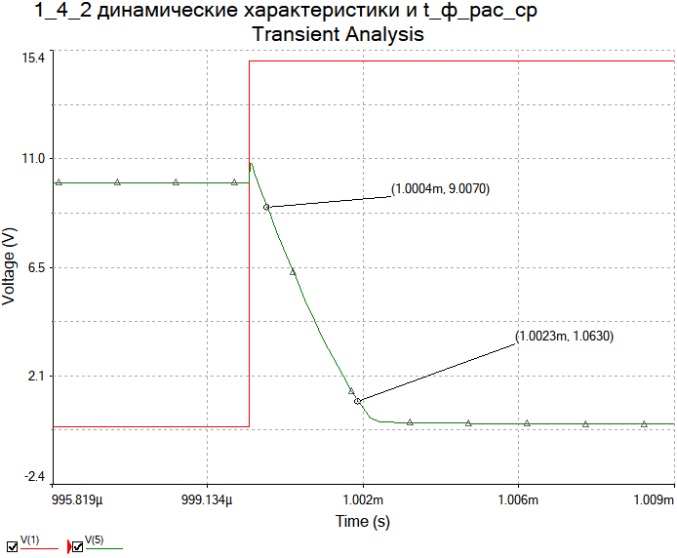 1_4_2 динамические характеристики и t_ф_рас_ср
Transient Analysis
15.4
11.0
(1.0004m, 9.0070)
Voltage (V)
6.5
(1.0023m, 1.0630)
2.1
-2.4
995.819µ 999.134µ 1.002m 1.006m 1.009m
Time (s)
V(1) V(5)